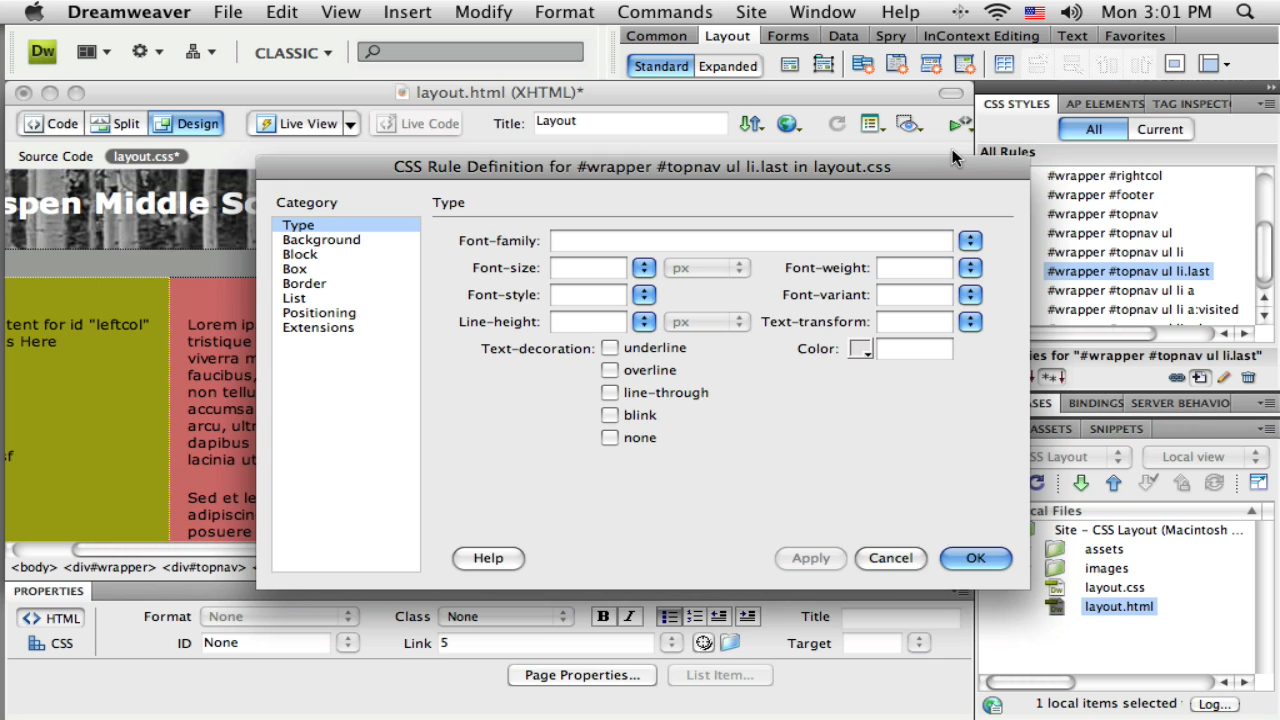 Dreamweaver File Edit View Insert Modify Format Commands Site Window Help Mon 3:01 PM
Dw CLASSIC
Common Layout Forms Data Spry InContext Editing Text Favorites
Standard Expanded
layout.html (XHTML)*
Code Split Design Live View Live Code Title: Layout
Source Code layout.css*
spen Middle Sc
tent for id "leftcol"
s Here
sf
Lorem ip
tristique
viverra m
faucibus,
non tellu
accumsa
arcu, ultr
dapibus
lacinia ut
Sed et le
adipiscin
posuere
CSS Rule Definition for #wrapper #topnav ul li.last in layout.css
Category
Type
Background
Block
Box
Border
List
Positioning
Extensions
Type
Font-family:
Font-size: px Font-weight:
Font-style: Font-variant:
Line-height: px Text-transform:
Text-decoration: underline Color:
overline
line-through
blink
none
Help Apply Cancel OK
CSS STYLES AP ELEMENTS TAG INSPECT
All Current
All Rules
#wrapper #rightcol
#wrapper #footer
#wrapper #topnav
#wrapper #topnav ul
#wrapper #topnav ul li
#wrapper #topnav ul li.last
#wrapper #topnav ul li a
#wrapper #topnav ul li a:visited
ies for "#wrapper #topnav ul li.last"
ASES BINDINGS SERVER BEHAVIO
ASSETS SNIPPETS
SS Layout Local view
cal Files
Site – CSS Layout (Macintosh ...
assets
images
layout.css
layout.html
1 local items selected Log...
<body> <div#wrapper> <div#topnav>
PROPERTIES
HTML Format None Class None B I Title
CSS ID None Link 5 Target
Page Properties... List Item...